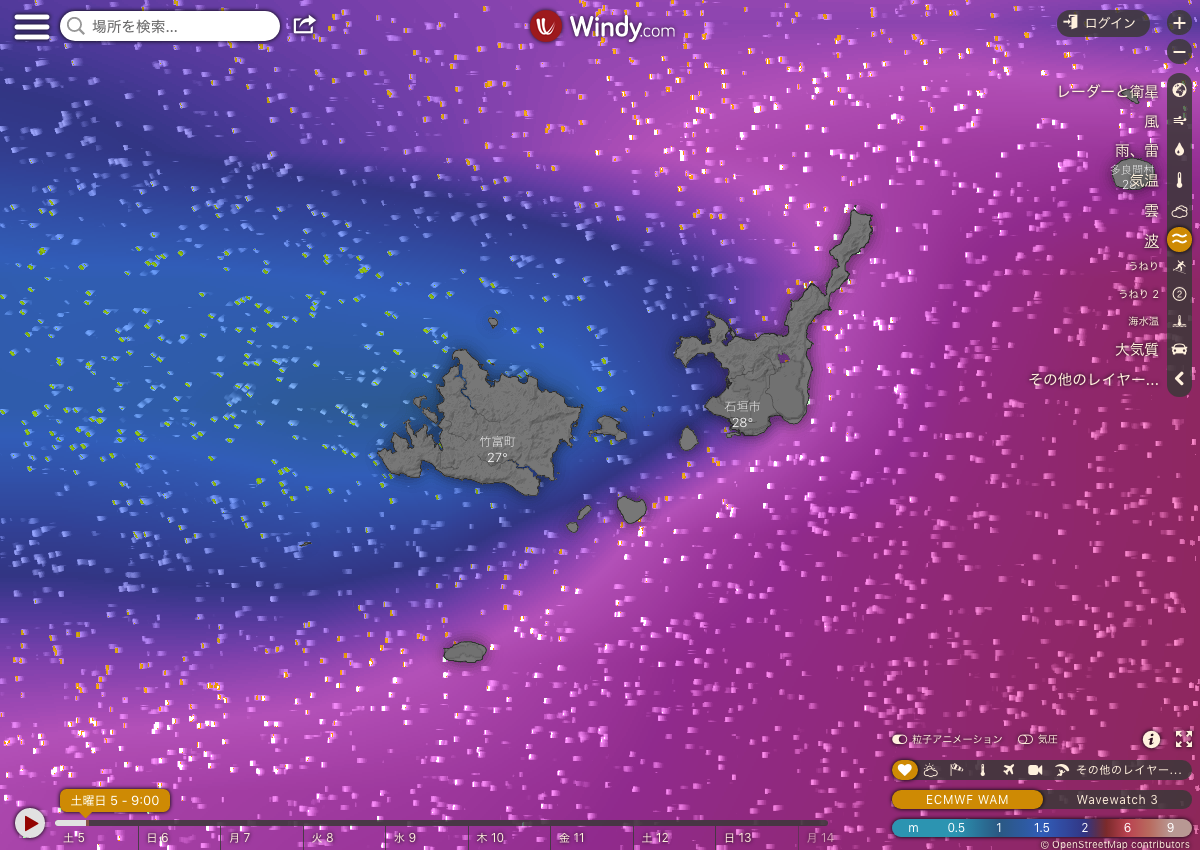 場所を検索...
Windy.com
ログイン
レーダーと衛星
風
雨、雷
多良間村
28°
気温
雲
波
うねり
うねり 2
海水温
大気質
その他のレイヤー...
石垣市
28°
竹富町
27°
粒子アニメーション 気圧
その他のレイヤー...
土曜日 5 - 9:00
ECMWF WAM Wavewatch 3
m 0.5 1 1.5 2 6 9
土 5 日 6 月 7 火 8 水 9 木 10 金 11 土 12 日 13 月 14
© OpenStreetMap contributors